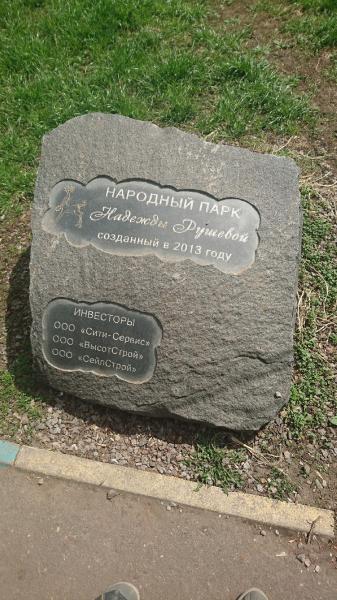 НАРОДНЫЙ ПАРК
Надежды Рушевой
созданный в 2013 году
ИНВЕСТОРЫ
ООО «Сити-Сервис»
ООО «ВысотСтрой»
ООО «СейлСтрой»